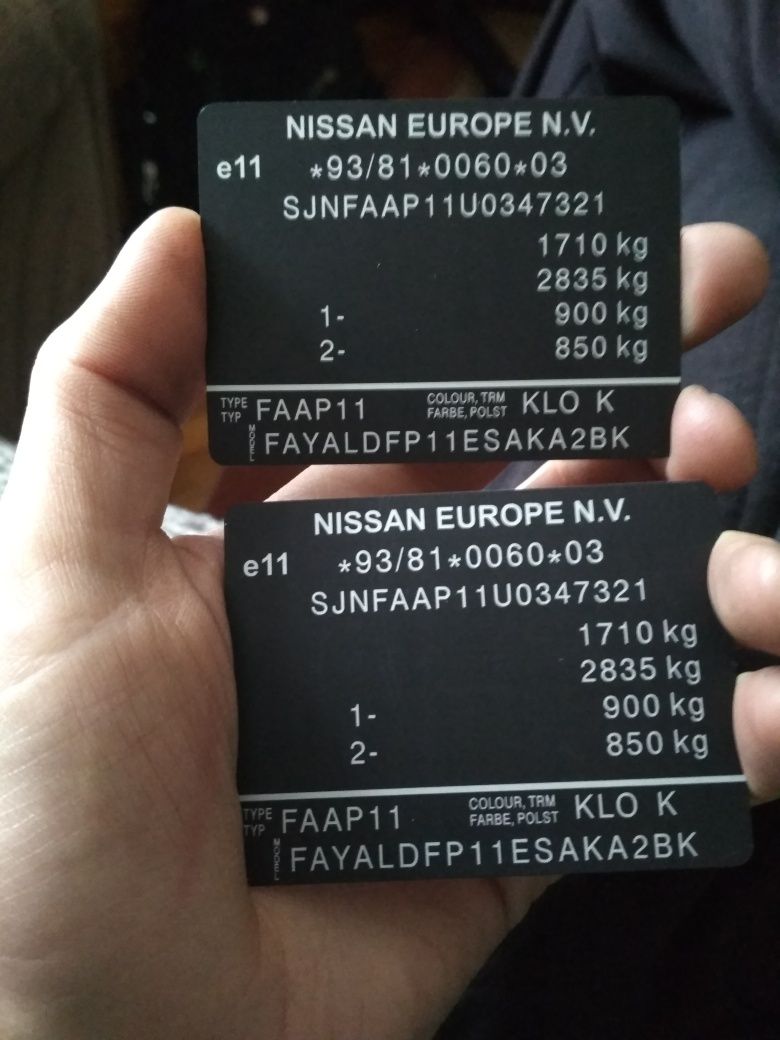 NISSAN EUROPE N.V.
e11 *93/81*0060*03
SJNFAAP11U0347321
1710 kg
2835 kg
1- 900 kg
2- 850 kg
TYPE TYP FAAP11 COLOUR, TRM FARBE, POLST KLO K
MODEL FAYALDFP11ESAKA2BK
NISSAN EUROPE N.V.
e11 *93/81*0060*03
SJNFAAP11U0347321
1710 kg
2835 kg
1- 900 kg
2- 850 kg
TYPE TYP FAAP11 COLOUR, TRM FARBE, POLST KLO K
MODEL FAYALDFP11ESAKA2BK